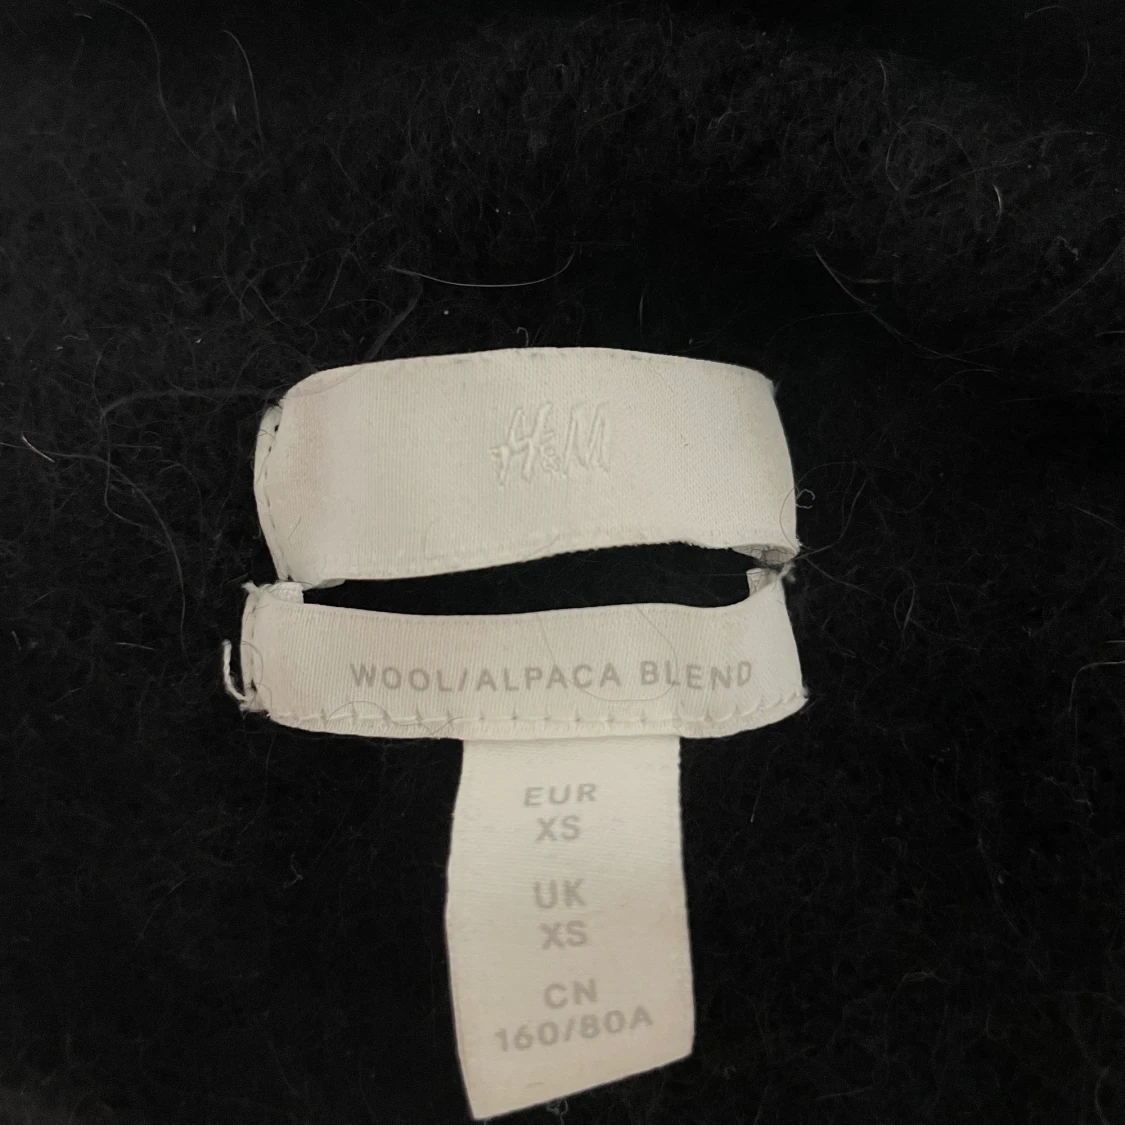 H&M
WOOL/ALPACA BLEND
EUR
XS
UK
XS
CN
160/80A